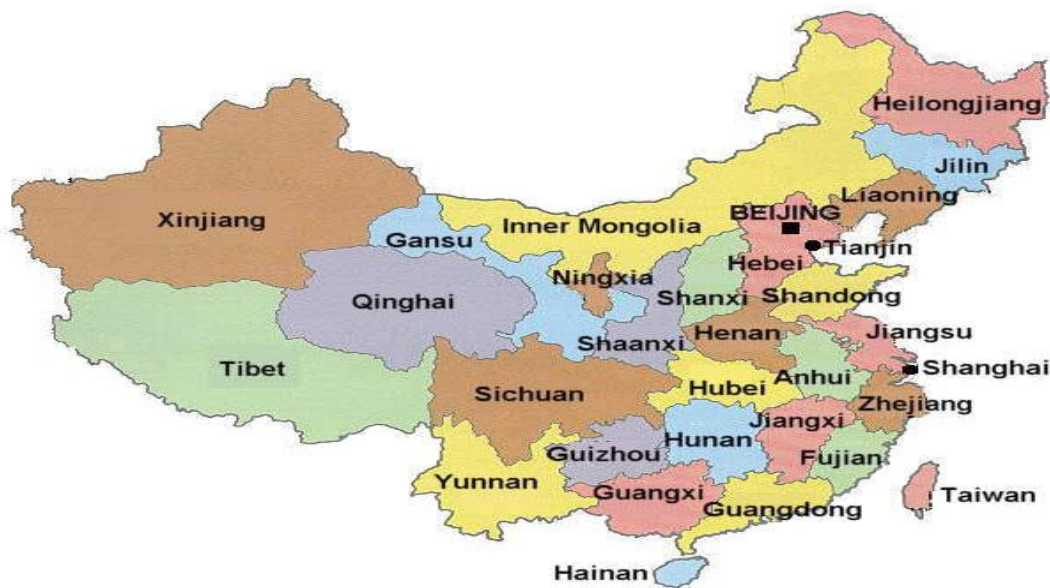 Heilongjiang
Jilin
Liaoning
BEIJING
Xinjiang
Inner Mongolia
Gansu
Tianjin
Hebei
Ningxia
Qinghai
Shanxi
Shandong
Jiangsu
Henan
Shaanxi
Shanghai
Tibet
Anhui
Hubei
Sichuan
Zhejiang
Jiangxi
Hunan
Guizhou
Fujian
Yunnan
Guangxi
Taiwan
Guangdong
Hainan